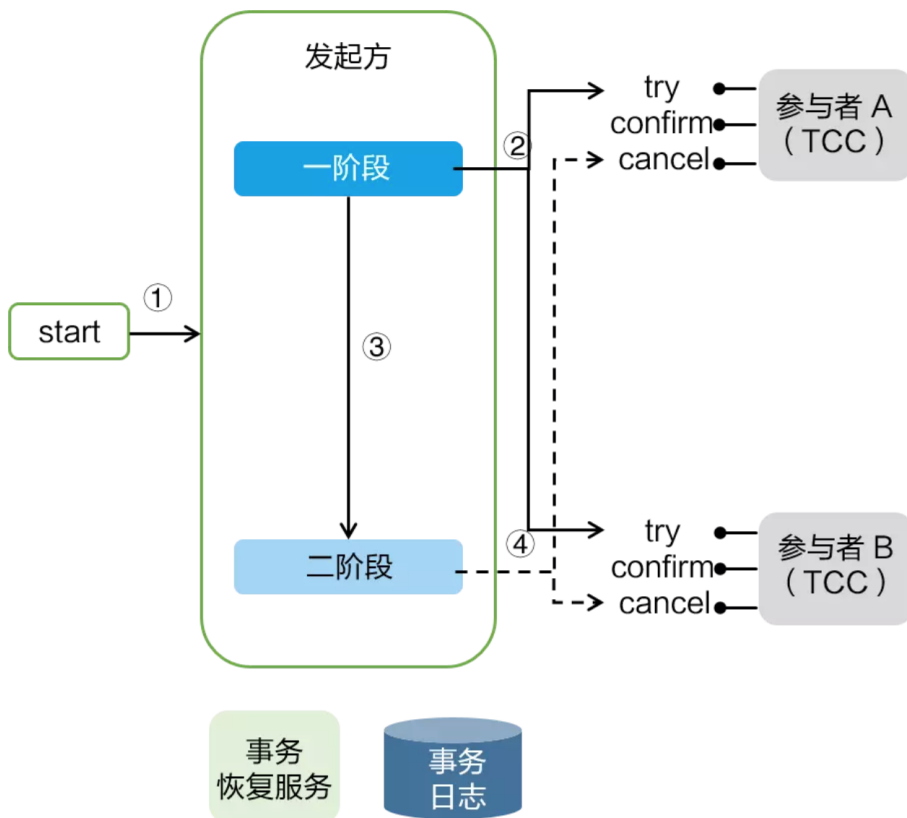 发起方
try
confirm
cancel
参与者 A
（TCC）
②
一阶段
①
start
③
④
try
confirm
cancel
参与者 B
（TCC）
二阶段
事务
恢复服务
事务
日志